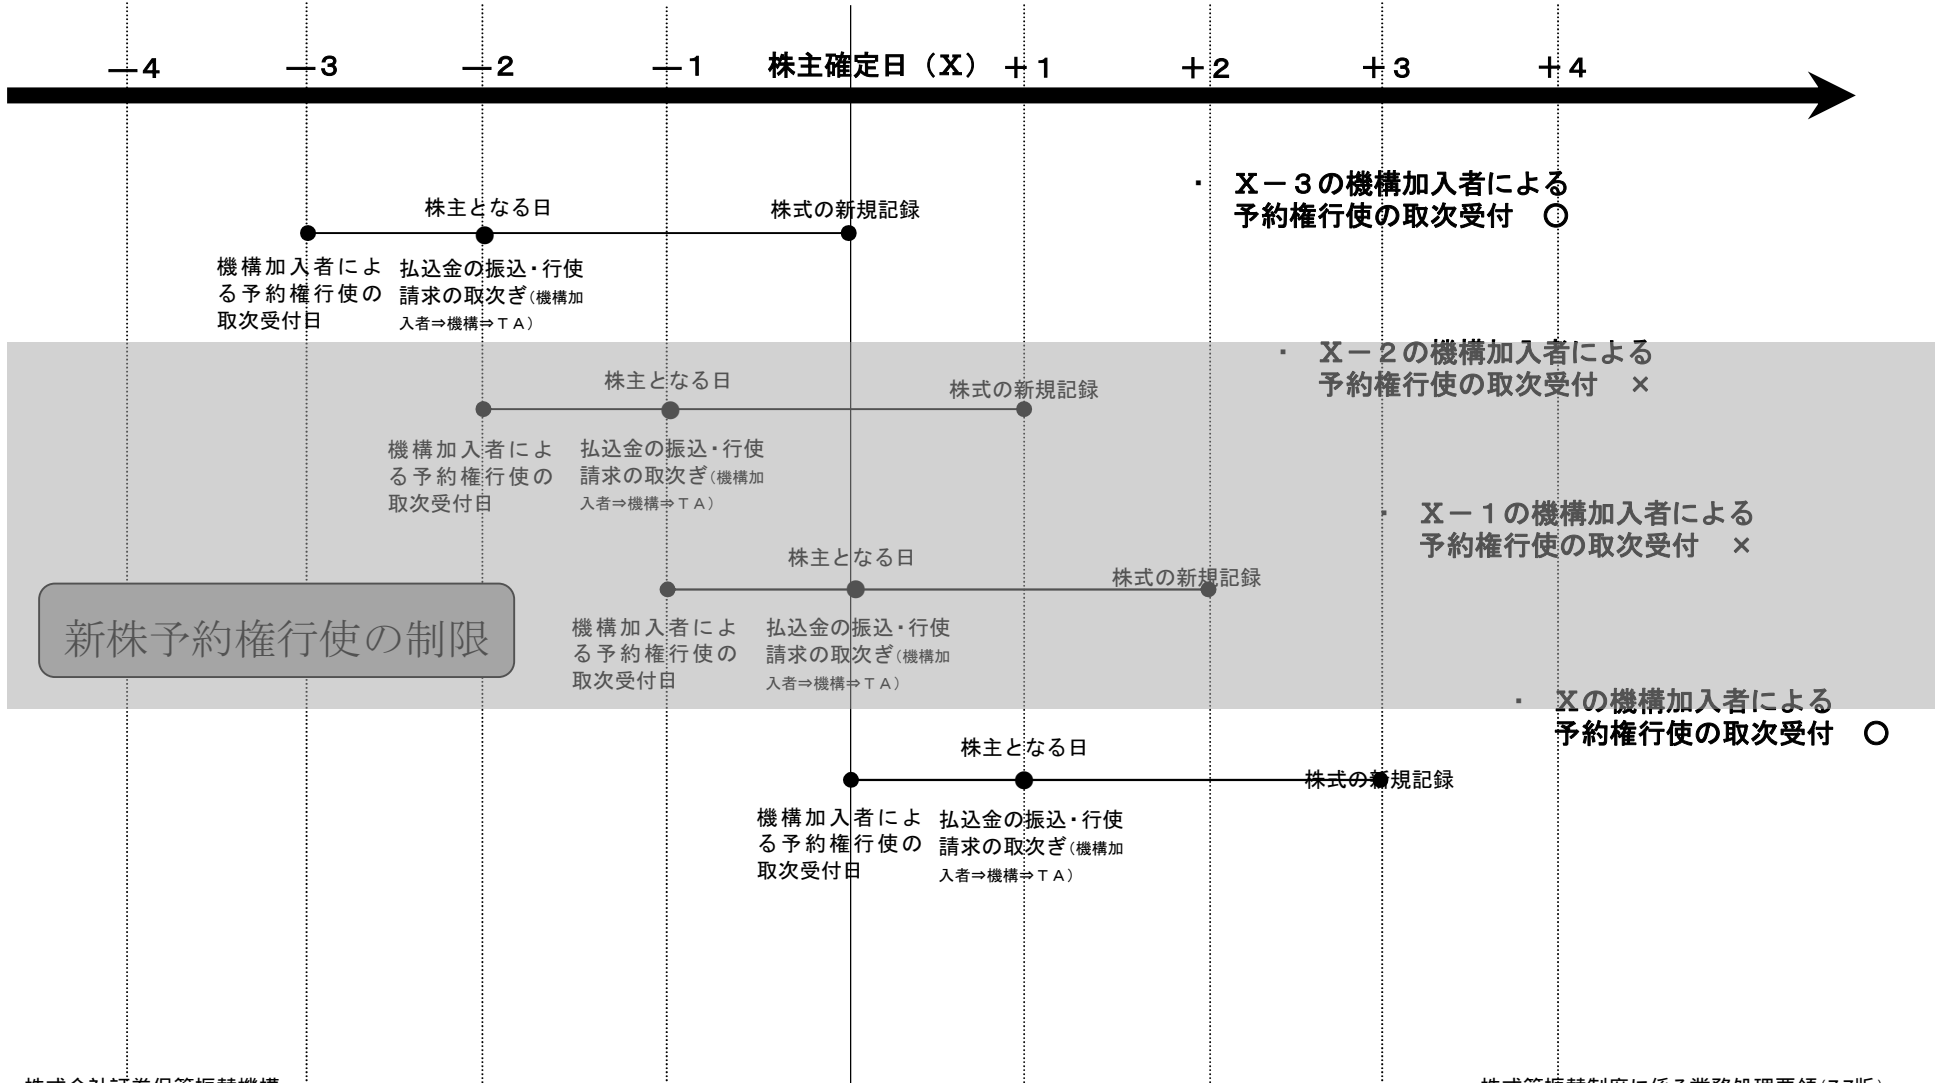 ―4　―3　―2　―1　株主確定日（X）　＋1　＋2　＋3　＋4
・　X－3の機構加入者による
予約権行使の取次受付　○
株主となる日
株式の新規記録
機構加入者によ
る予約権行使の
取次受付日
払込金の振込・行使
請求の取次ぎ（機構加
入者⇒機構⇒TA）
・　X－2の機構加入者による
予約権行使の取次受付　×
株主となる日
株式の新規記録
機構加入者によ
る予約権行使の
取次受付日
払込金の振込・行使
請求の取次ぎ（機構加
入者⇒機構⇒TA）
・　X－1の機構加入者による
予約権行使の取次受付　×
株主となる日
株式の新規記録
新株予約権行使の制限
機構加入者によ
る予約権行使の
取次受付日
払込金の振込・行使
請求の取次ぎ（機構加
入者⇒機構⇒TA）
・　Xの機構加入者による
予約権行使の取次受付　○
株主となる日
株式の新規記録
機構加入者によ
る予約権行使の
取次受付日
払込金の振込・行使
請求の取次ぎ（機構加
入者⇒機構⇒TA）